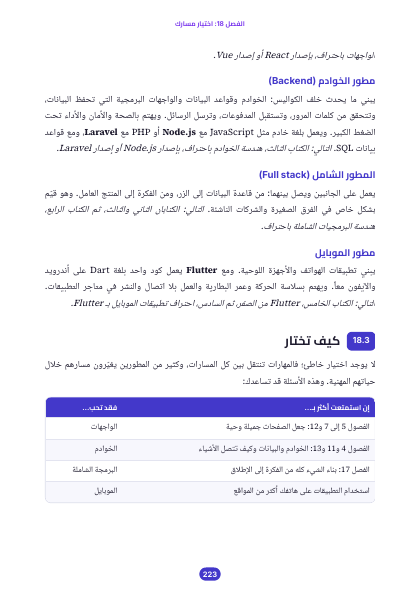 الفصل 18: اختيار مسارك
الواجهات باحتراف، بإصدار React أو إصدار Vue.
مطور الخوادم (Backend)
يبني ما يحدث خلف الكواليس: الخوادم وقواعد البيانات والواجهات البرمجية التي تحفظ البيانات،
وتتحقق من كلمات المرور، وتستقبل المدفوعات، وترسل الرسائل. ويهتم بالصحة والأمان والأداء تحت
الضغط الكبير. ويعمل بلغة خادم مثل JavaScript مع Node.js أو PHP مع Laravel، ومع قواعد
بيانات SQL. التالي: الكتاب الثالث، هندسة الخوادم باحتراف، بإصدار Node.js أو إصدار Laravel.
المطور الشامل (Full stack)
يعمل على الجانبين ويصل بينهما: من قاعدة البيانات إلى الزر، ومن الفكرة إلى المنتج العامل. وهو قيّم
بشكل خاص في الفرق الصغيرة والشركات الناشئة. التالي: الكتابان الثاني والثالث، ثم الكتاب الرابع،
هندسة البرمجيات الشاملة باحتراف.
مطور الموبايل
يبني تطبيقات الهواتف والأجهزة اللوحية. ومع Flutter يعمل كود واحد بلغة Dart على أندرويد
والآيفون معاً. ويهتم بسلاسة الحركة وعمر البطارية والعمل بلا اتصال والنشر في متاجر التطبيقات.
التالي: الكتاب الخامس، Flutter من الصفر، ثم السادس، احتراف تطبيقات الموبايل بـ Flutter.
18.3 كيف تختار
لا يوجد اختيار خاطئ؛ فالمهارات تنتقل بين كل المسارات، وكثير من المطورين يغيّرون مسارهم خلال
حياتهم المهنية. وهذه الأسئلة قد تساعدك:
إن استمتعت أكثر بـ... فقد تحب...
الفصول 5 إلى 7 و12: جعل الصفحات جميلة وحية الواجهات
الفصول 4 و11 و13: الخوادم والبيانات وكيف تتصل الأشياء الخوادم
الفصل 17: بناء الشيء كله من الفكرة إلى الإطلاق البرمجة الشاملة
استخدام التطبيقات على هاتفك أكثر من المواقع الموبايل
223